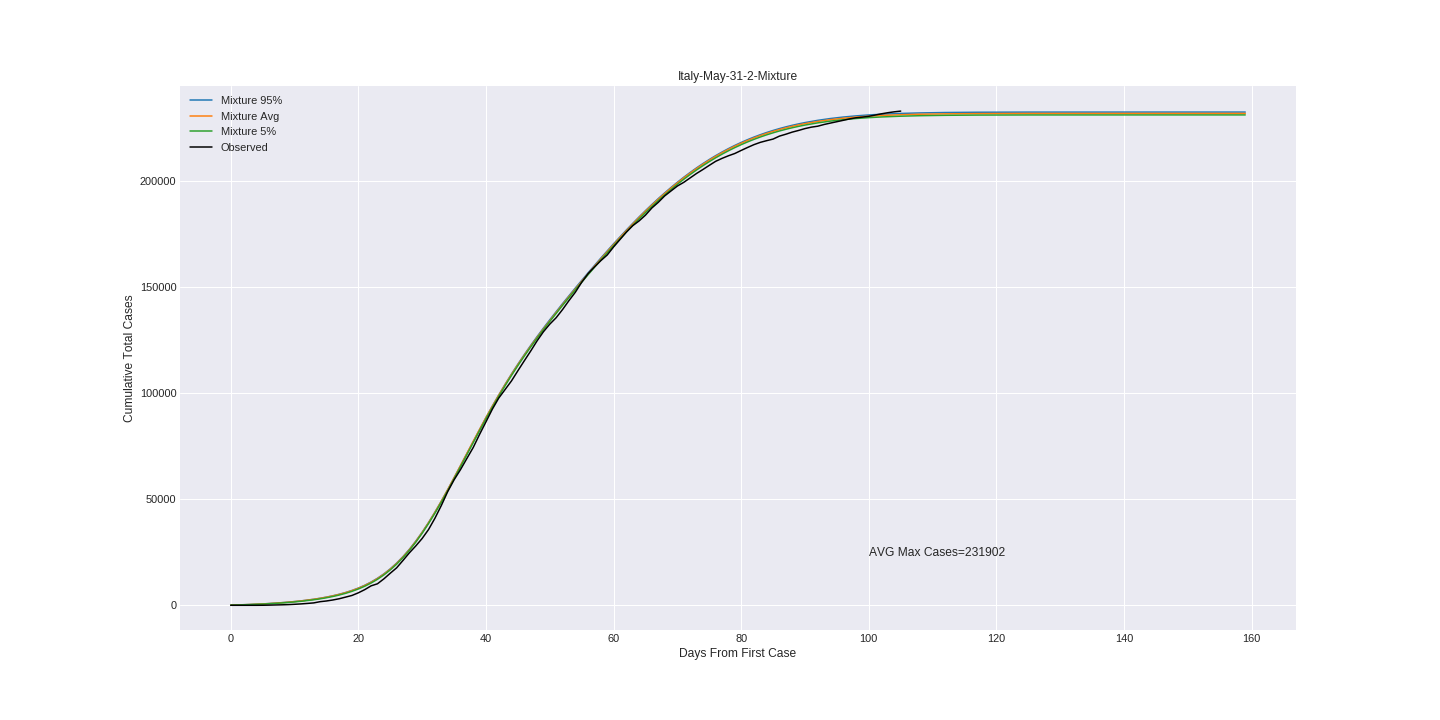 Italy-May-31-2-Mixture
Mixture 95%
Mixture Avg
Mixture 5%
Observed
200000
150000
100000
50000
0
Cumulative Total Cases
AVG Max Cases=231902
0 20 40 60 80 100 120 140 160
Days From First Case